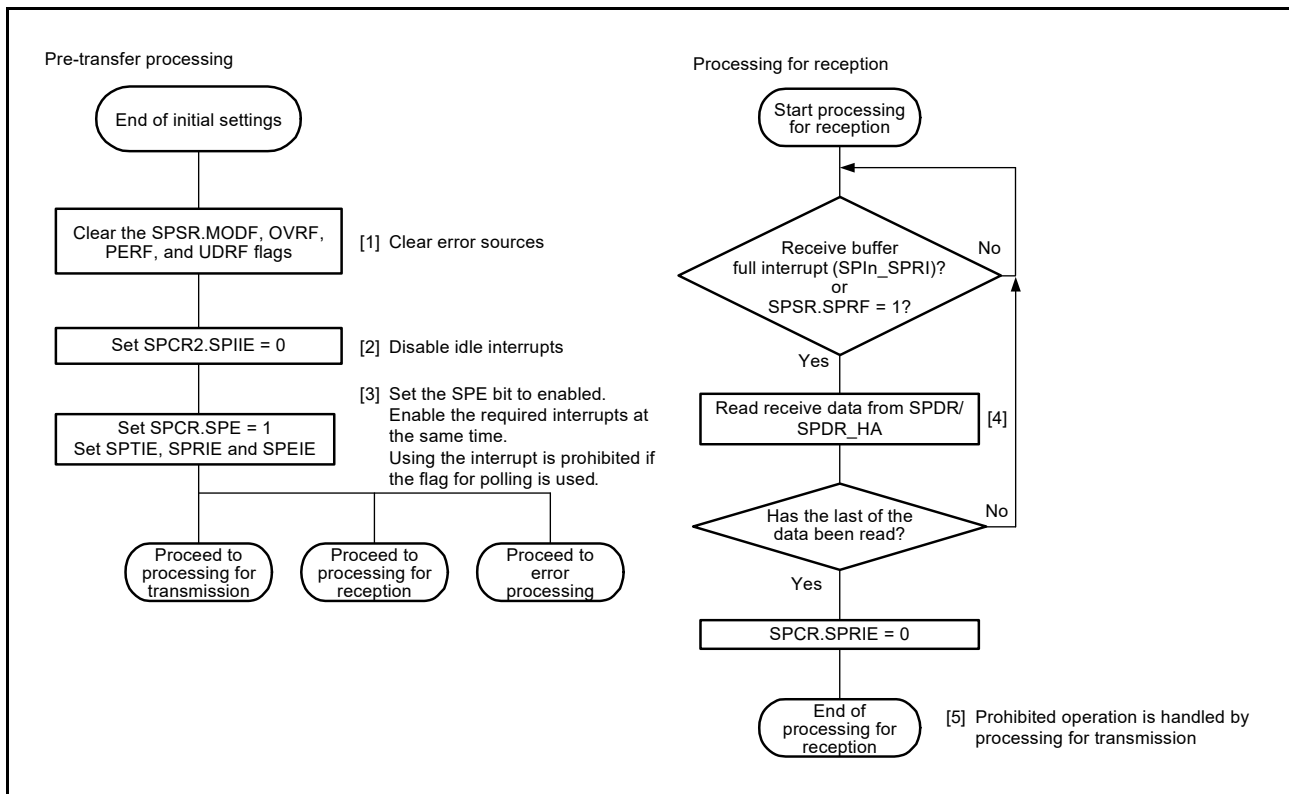 Pre-transfer processing
End of initial settings
Clear the SPSR.MODF, OVRF,
PERF, and UDRF flags
[1] Clear error sources
Set SPCR2.SPIIE = 0
[2] Disable idle interrupts
[3] Set the SPE bit to enabled.
Enable the required interrupts at
the same time.
Using the interrupt is prohibited if
the flag for polling is used.
Set SPCR.SPE = 1
Set SPTIE, SPRIE and SPEIE
Proceed to
processing for
transmission
Proceed to
processing for
reception
Proceed to
error
processing
Processing for reception
Start processing
for reception
Receive buffer
full interrupt (SPIn_SPRI)?
or
SPSR.SPRF = 1?
No
Yes
Read receive data from SPDR/
SPDR_HA
[4]
Has the last of the
data been read?
No
Yes
SPCR.SPRIE = 0
End of
processing for
reception
[5] Prohibited operation is handled by
processing for transmission